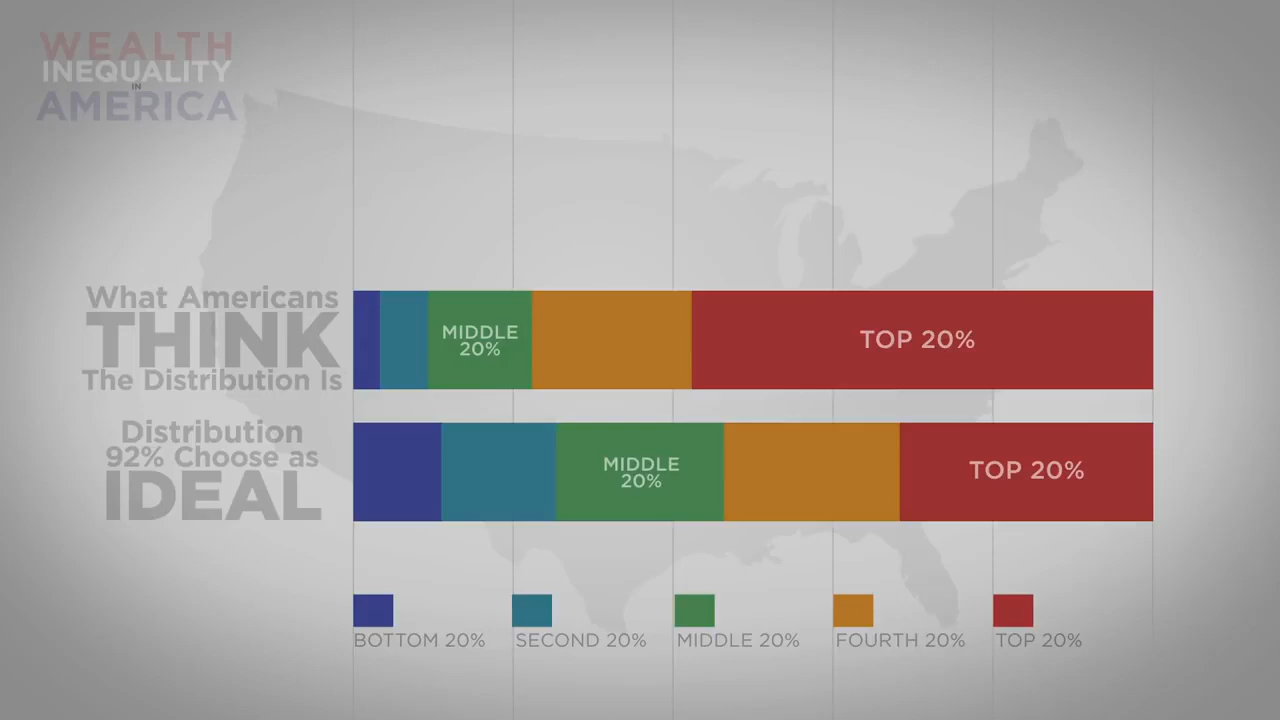 WEALTH
INEQUALITY
IN
AMERICA
What Americans
THINK
The Distribution Is
MIDDLE
20%
TOP 20%
Distribution
92% Choose as
IDEAL
MIDDLE
20%
TOP 20%
BOTTOM 20%
SECOND 20%
MIDDLE 20%
FOURTH 20%
TOP 20%